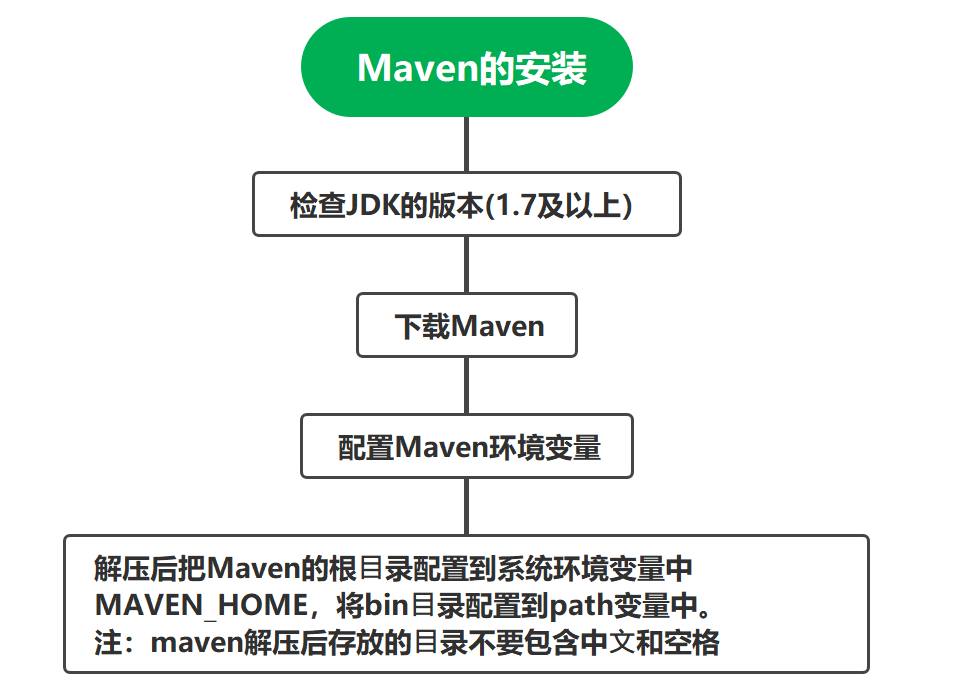 Maven的安装
检查JDK的版本(1.7及以上）
下载Maven
配置Maven环境变量
解压后把Maven的根目录配置到系统环境变量中
MAVEN_HOME，将bin目录配置到path变量中。
注：maven解压后存放的目录不要包含中文和空格